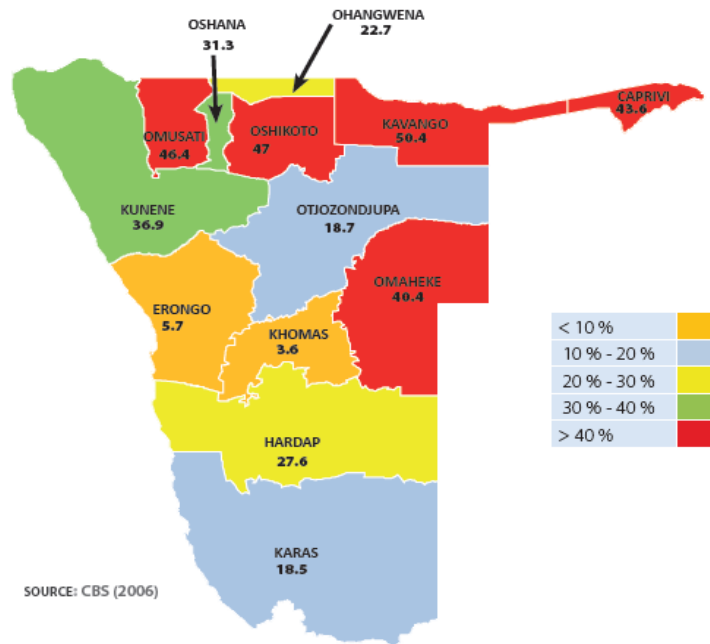 OSHANA
31.3
OHANGWENA
22.7
OMUSATI
46.4
OSHIKOTO
47
KAVANGO
50.4
CAPRIVI
43.6
KUNENE
36.9
OTJOZONDJUPA
18.7
OMAHEKE
40.4
ERONGO
5.7
KHOMAS
3.6
HARDAP
27.6
KARAS
18.5
< 10 %
10 % - 20 %
20 % - 30 %
30 % - 40 %
> 40 %
SOURCE: CBS (2006)